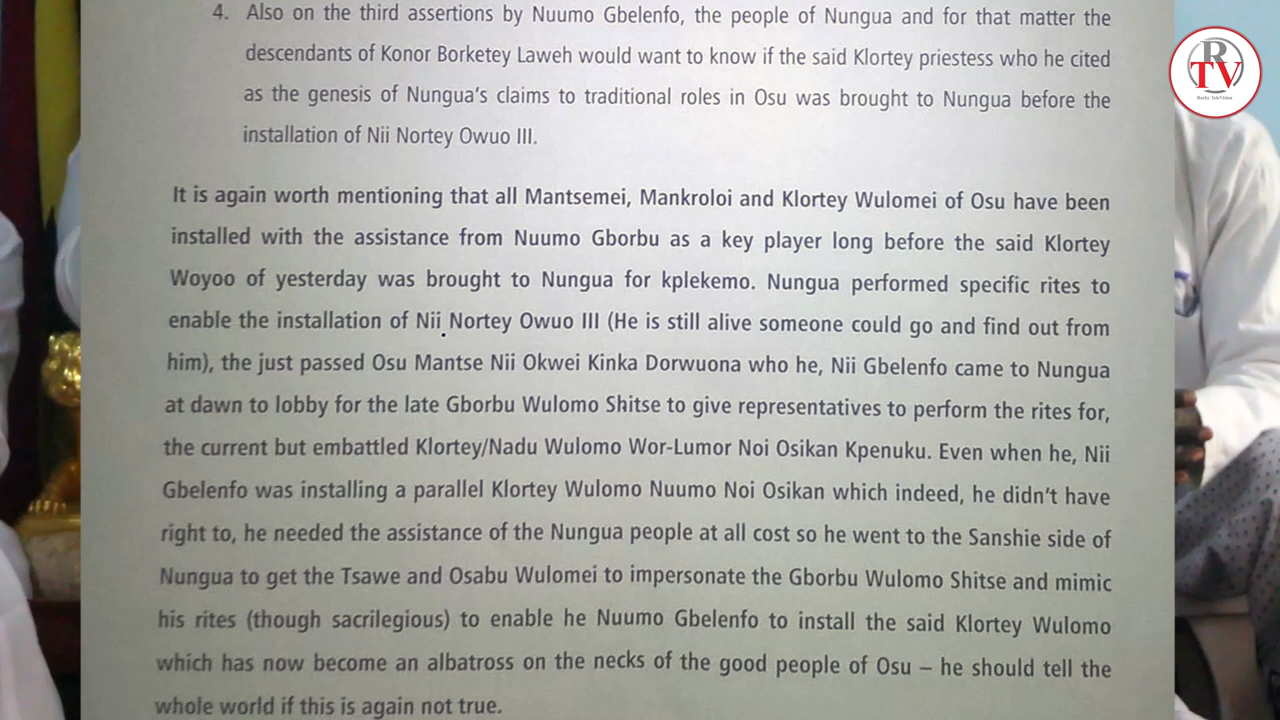 4. Also on the third assertions by Nuumo Gbelenfo, the people of Nungua and for that matter the
descendants of Konor Borketey Laweh would want to know if the said Klortey priestess who he cited
as the genesis of Nungua's claims to traditional roles in Osu was brought to Nungua before the
installation of Nii Nortey Owuo III.
It is again worth mentioning that all Mantsemei, Mankroloi and Klortey Wulomei of Osu have been
installed with the assistance from Nuumo Gborbu as a key player long before the said Klortey
Woyoo of yesterday was brought to Nungua for kplekemo. Nungua performed specific rites to
enable the installation of Nii Nortey Owuo III (He is still alive someone could go and find out from
him), the just passed Osu Mantse Nii Okwei Kinka Dorwuona who he, Nii Gbelenfo came to Nungua
at dawn to lobby for the late Gborbu Wulomo Shitse to give representatives to perform the rites for,
the current but embattled Klortey/Nadu Wulomo Wor-Lumor Noi Osikan Kpenuku. Even when he, Nii
Gbelenfo was installing a parallel Klortey Wulomo Nuumo Noi Osikan which indeed, he didn't have
right to, he needed the assistance of the Nungua people at all cost so he went to the Sanshie side of
Nungua to get the Tsawe and Osabu Wulomei to impersonate the Gborbu Wulomo Shitse and mimic
his rites (though sacrilegious) to enable he Nuumo Gbelenfo to install the said Klortey Wulomo
which has now become an albatross on the necks of the good people of Osu – he should tell the
whole world if this is again not true.
R
TV